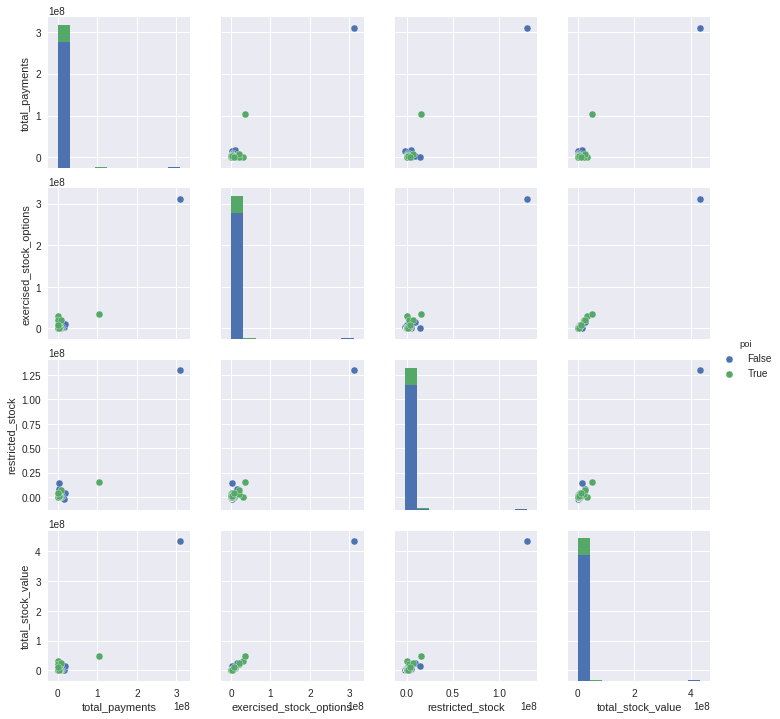 1e8
3
2
1
0
total_payments
1e8
3
2
1
0
exercised_stock_options
poi
False
True
1e8
1.25
1.00
0.75
0.50
0.25
0.00
restricted_stock
1e8
4
3
2
1
0
total_stock_value
0 1 2 3
1e8
total_payments
0 1 2 3
1e8
exercised_stock_options
0.0 0.5 1.0
1e8
restricted_stock
0 2 4
1e8
total_stock_value